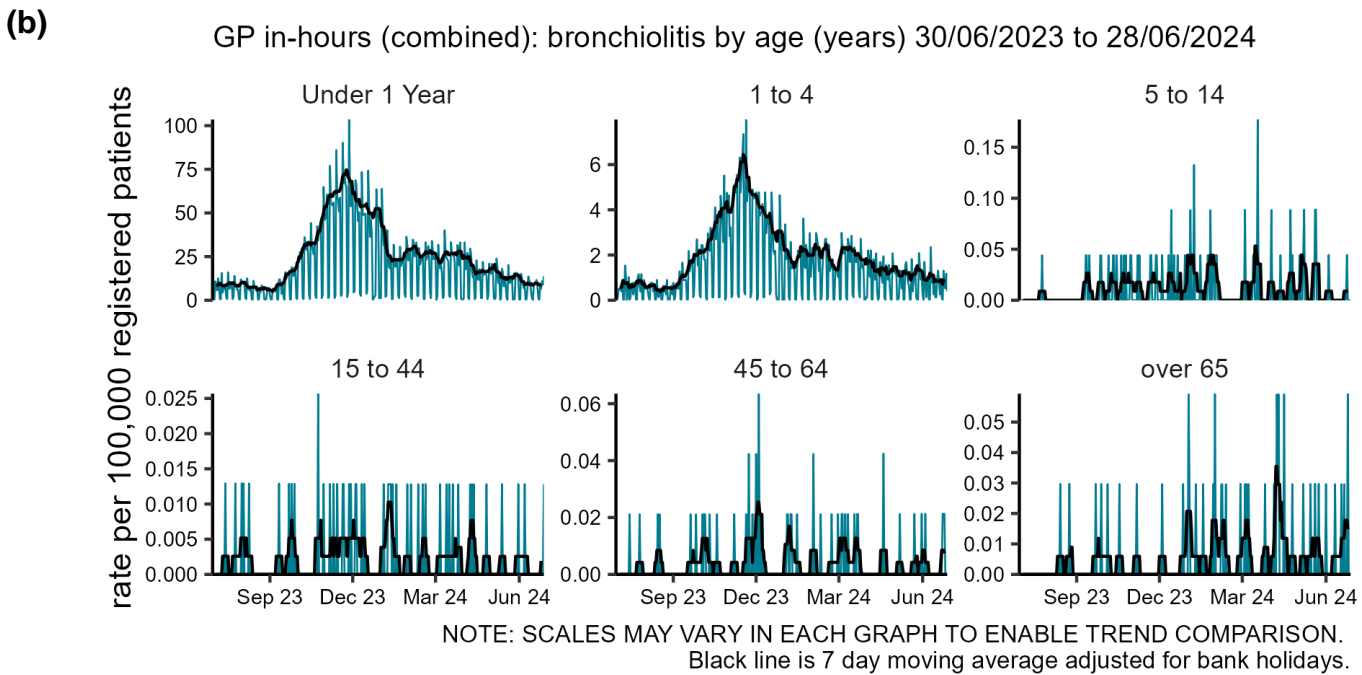 (b)
GP in-hours (combined): bronchiolitis by age (years) 30/06/2023 to 28/06/2024
rate per 100,000 registered patients
Under 1 Year
100
75
50
25
0
1 to 4
6
4
2
0
5 to 14
0.15
0.10
0.05
0.00
15 to 44
0.025
0.020
0.015
0.010
0.005
0.000
Sep 23 Dec 23 Mar 24 Jun 24
45 to 64
0.06
0.04
0.02
0.00
Sep 23 Dec 23 Mar 24 Jun 24
over 65
0.05
0.04
0.03
0.02
0.01
0.00
Sep 23 Dec 23 Mar 24 Jun 24
NOTE: SCALES MAY VARY IN EACH GRAPH TO ENABLE TREND COMPARISON.
Black line is 7 day moving average adjusted for bank holidays.